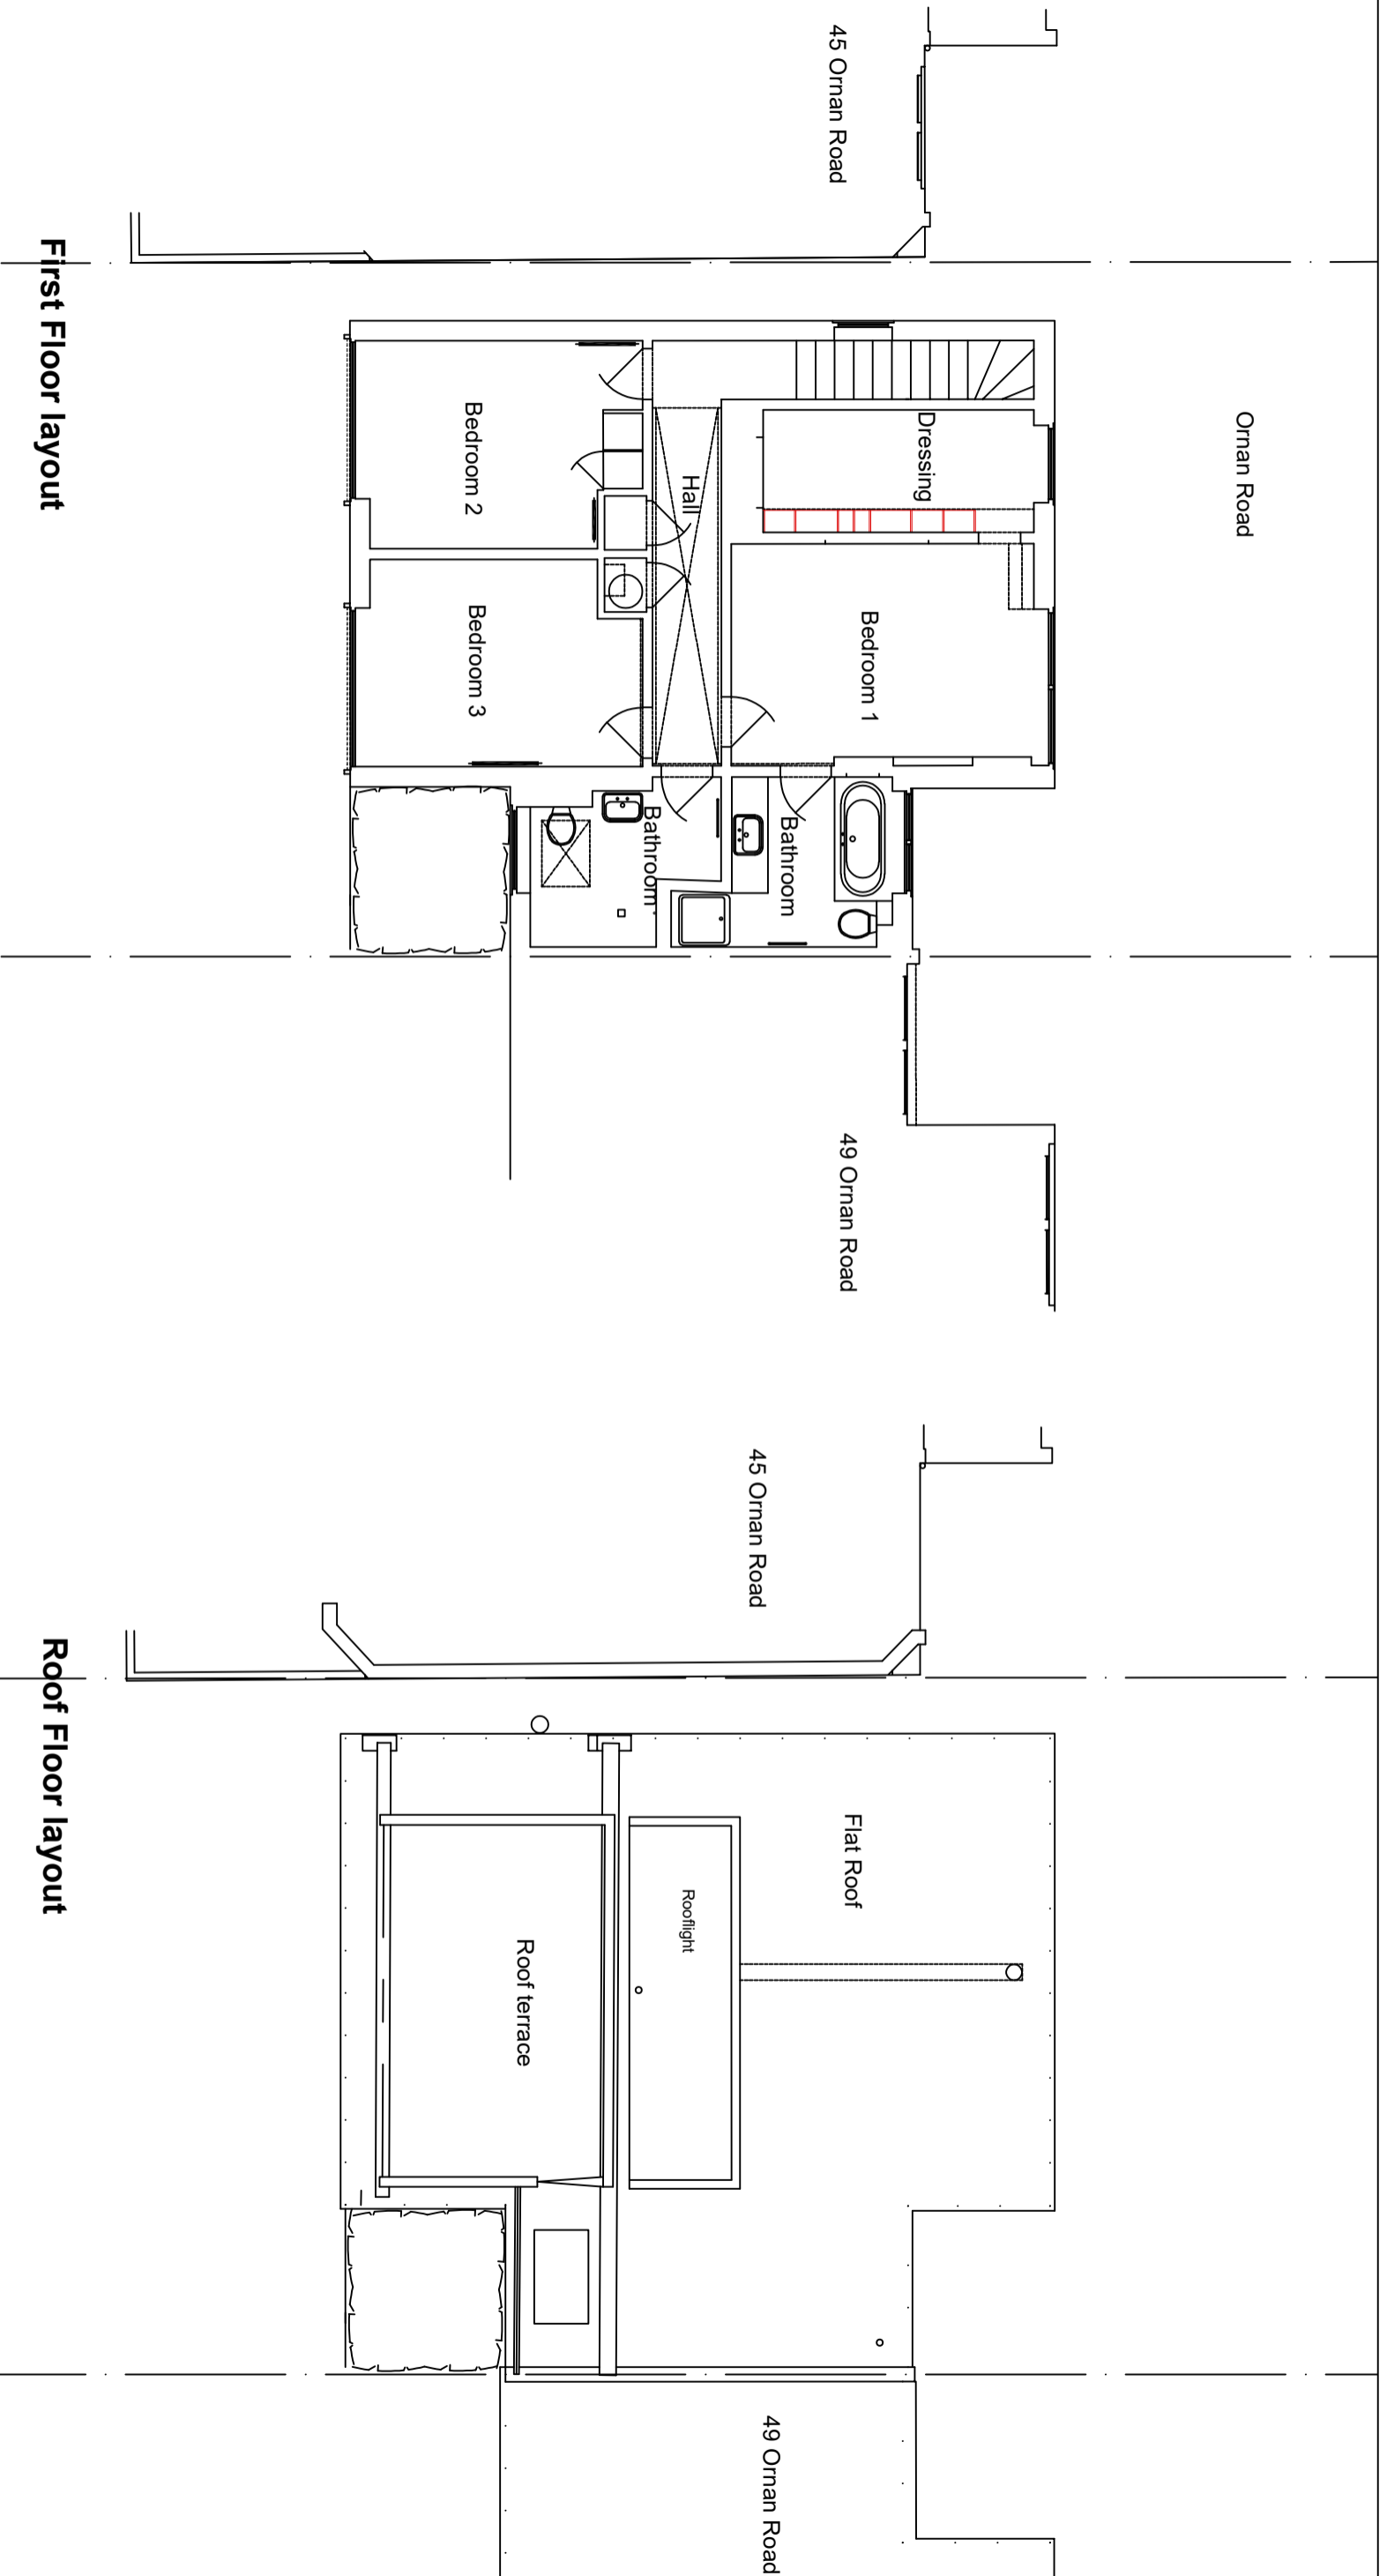 Ornan Road
45 Ornan Road
Dressing
Bedroom 1
49 Ornan Road
Hall
Bathroom
Bathroom
Bedroom 2
Bedroom 3
First Floor layout
45 Ornan Road
Flat Roof
Rooflight
Roof terrace
49 Ornan Road
Roof Floor layout